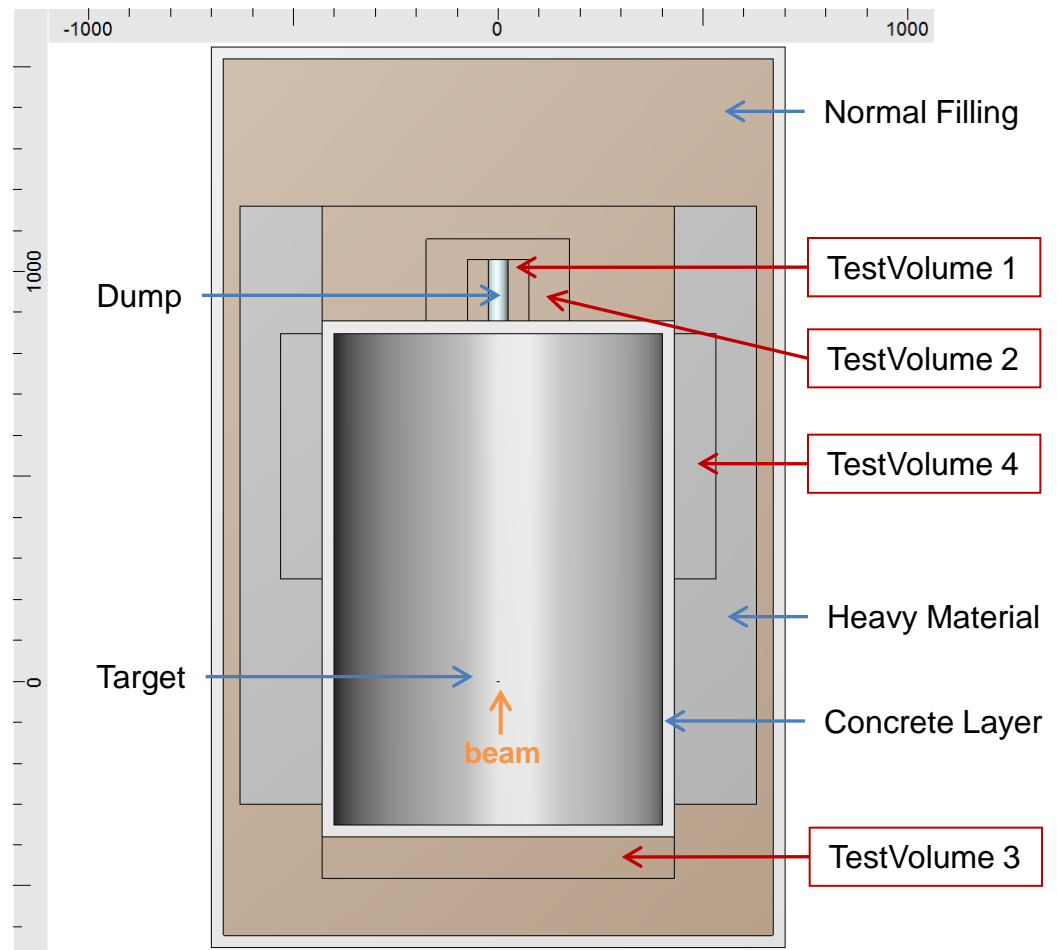 -1000 0 1000
Normal Filling
TestVolume 1
1000
Dump
TestVolume 2
TestVolume 4
Heavy Material
Target
0
Concrete Layer
beam
TestVolume 3